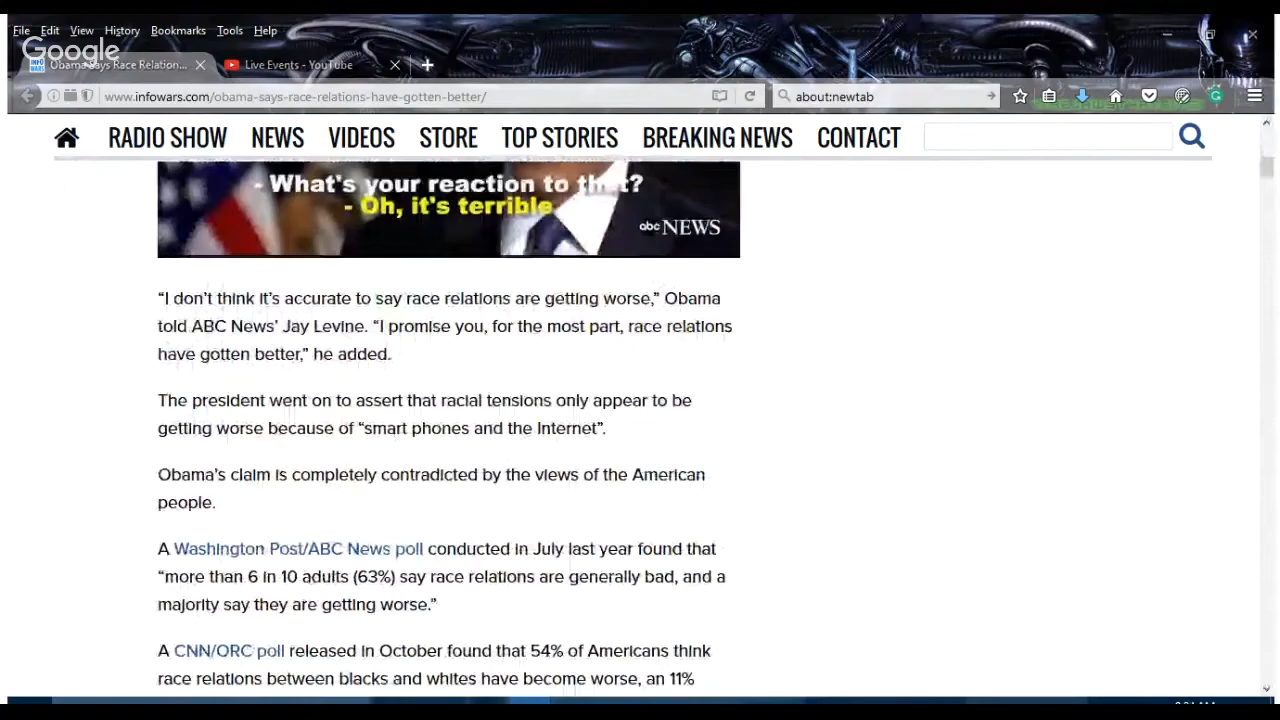 File Edit View History Bookmarks Tools Help
Google
Obama Says Race Relation... Live Events - YouTube
www.infowars.com/obama-says-race-relations-have-gotten-better/ about:newtab
RADIO SHOW NEWS VIDEOS STORE TOP STORIES BREAKING NEWS CONTACT
- What's your reaction to that?
- Oh, it's terrible
abc NEWS
“I don’t think it’s accurate to say race relations are getting worse,” Obama
told ABC News’ Jay Levine. “I promise you, for the most part, race relations
have gotten better,” he added.
The president went on to assert that racial tensions only appear to be
getting worse because of “smart phones and the Internet”.
Obama’s claim is completely contradicted by the views of the American
people.
A Washington Post/ABC News poll conducted in July last year found that
“more than 6 in 10 adults (63%) say race relations are generally bad, and a
majority say they are getting worse.”
A CNN/ORC poll released in October found that 54% of Americans think
race relations between blacks and whites have become worse, an 11%